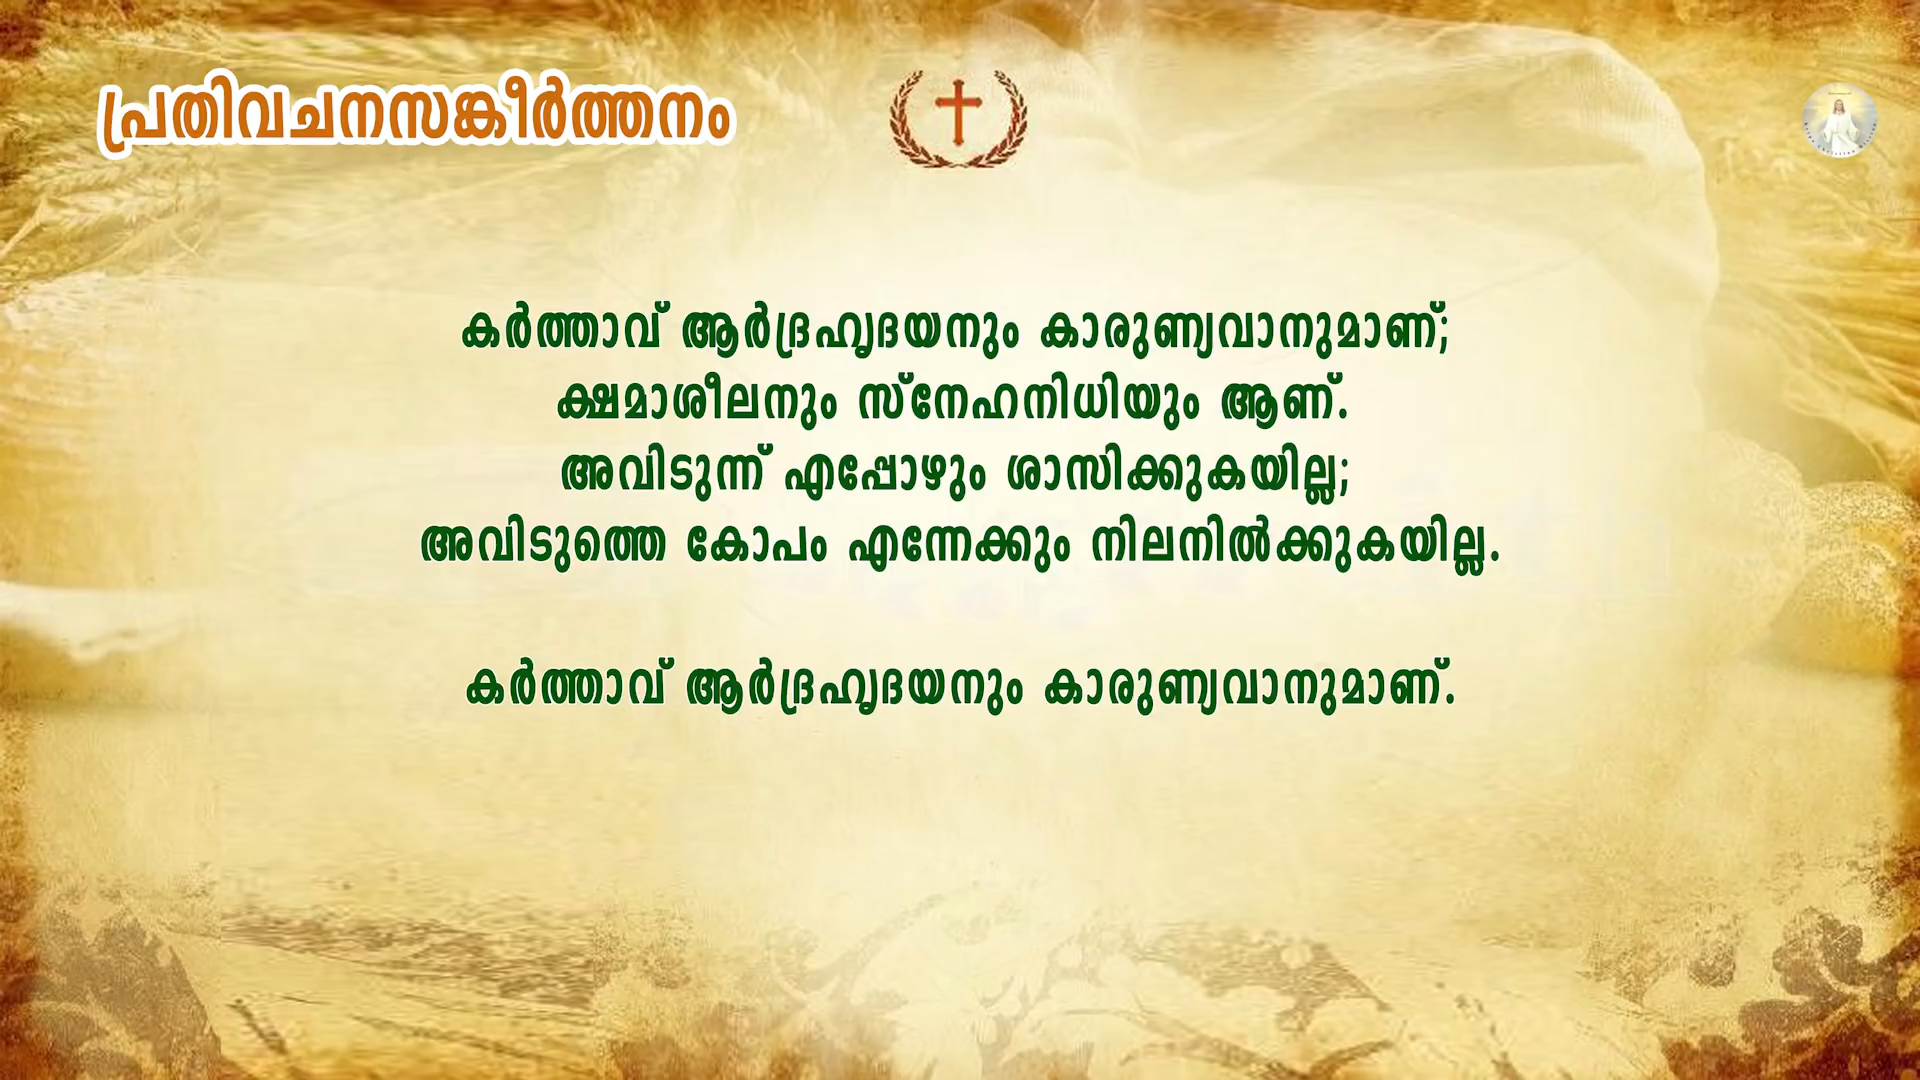 പ്രതിവചനസങ്കീർത്തനം
കർത്താവ് ആർദ്രഹൃദയനും കാരുണ്യവാനുമാണ്;
ക്ഷമാശീലനും സ്നേഹനിധിയും ആണ്.
അവിടുന്ന് എപ്പോഴും ശാസിക്കുകയില്ല;
അവിടുത്തെ കോപം എന്നേക്കും നിലനിൽക്കുകയില്ല.
കർത്താവ് ആർദ്രഹൃദയനും കാരുണ്യവാനുമാണ്.